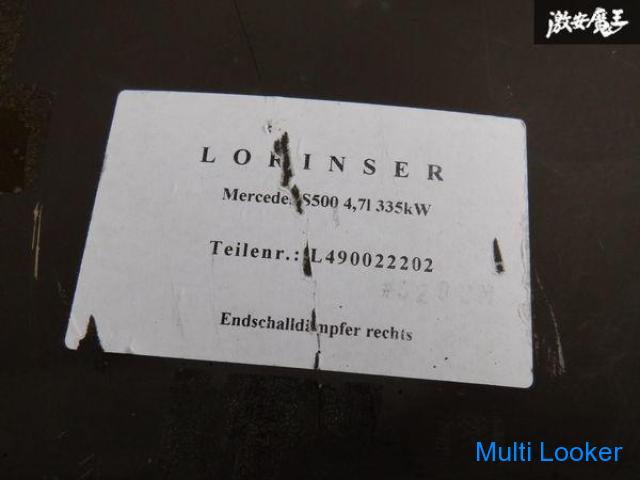 激安魔王
LORINSER
Mercedes S500 4,7l 335kW
Teilenr.: L490022202
Endschalldämpfer rechts
Multi Looker